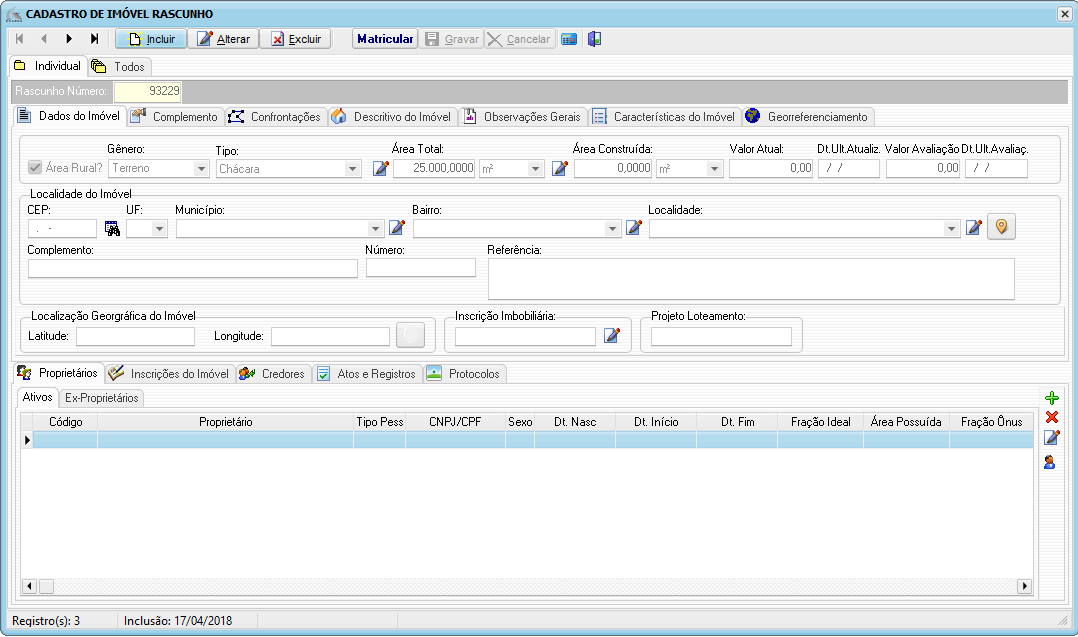 CADASTRO DE IMÓVEL RASCUNHO
Incluir Alterar Excluir Matricular Gravar Cancelar
Individual Todos
Rascunho Número: 93229
Dados do Imóvel Complemento Confrontações Descritivo do Imóvel Observações Gerais Características do Imóvel Georreferenciamento
Gênero: Tipo: Área Total: Área Construída: Valor Atual: Dt.Ult.Atualiz. Valor Avaliação Dt.Ult.Avaliaç.
Área Rural? Terreno Chácara 25.000,0000 m² 0,0000 m² 0,00 / / 0,00 / /
Localidade do Imóvel
CEP: UF: Município: Bairro: Localidade:
. -
Complemento: Número: Referência:
Localização Georgráfica do Imóvel Inscrição Imbobiliária: Projeto Loteamento:
Latitude: Longitude:
Proprietários Inscrições do Imóvel Credores Atos e Registros Protocolos
Ativos Ex-Proprietários
Código Proprietário Tipo Pess CNPJ/CPF Sexo Dt. Nasc Dt. Início Dt. Fim Fração Ideal Área Possuída Fração Ônus
Registro(s): 3 Inclusão: 17/04/2018